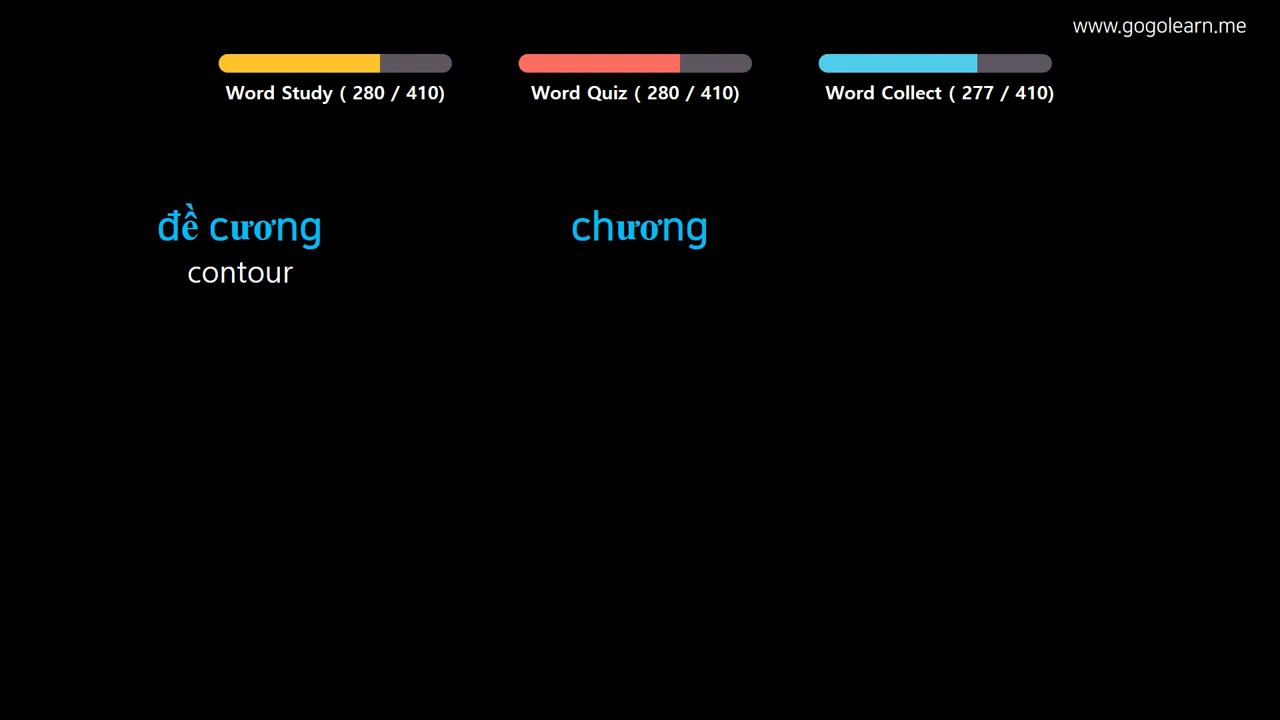 www.gogolearn.me
Word Study ( 280 / 410)
Word Quiz ( 280 / 410)
Word Collect ( 277 / 410)
đề cương
contour
chương